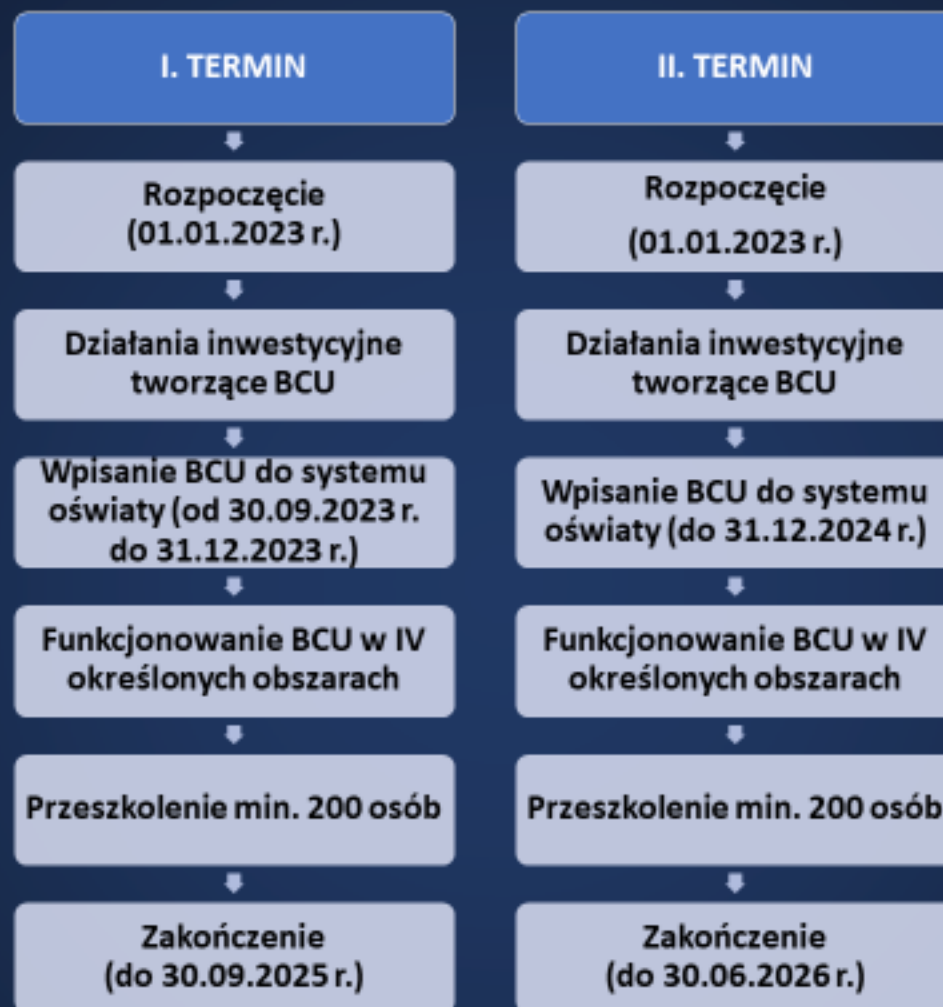 I. TERMIN
Rozpoczęcie
(01.01.2023 r.)
Działania inwestycyjne
tworzące BCU
Wpisanie BCU do systemu
oświaty (od 30.09.2023 r.
do 31.12.2023 r.)
Funkcjonowanie BCU w IV
określonych obszarach
Przeszkolenie min. 200 osób
Zakończenie
(do 30.09.2025 r.)
II. TERMIN
Rozpoczęcie
(01.01.2023 r.)
Działania inwestycyjne
tworzące BCU
Wpisanie BCU do systemu
oświaty (do 31.12.2024 r.)
Funkcjonowanie BCU w IV
określonych obszarach
Przeszkolenie min. 200 osób
Zakończenie
(do 30.06.2026 r.)